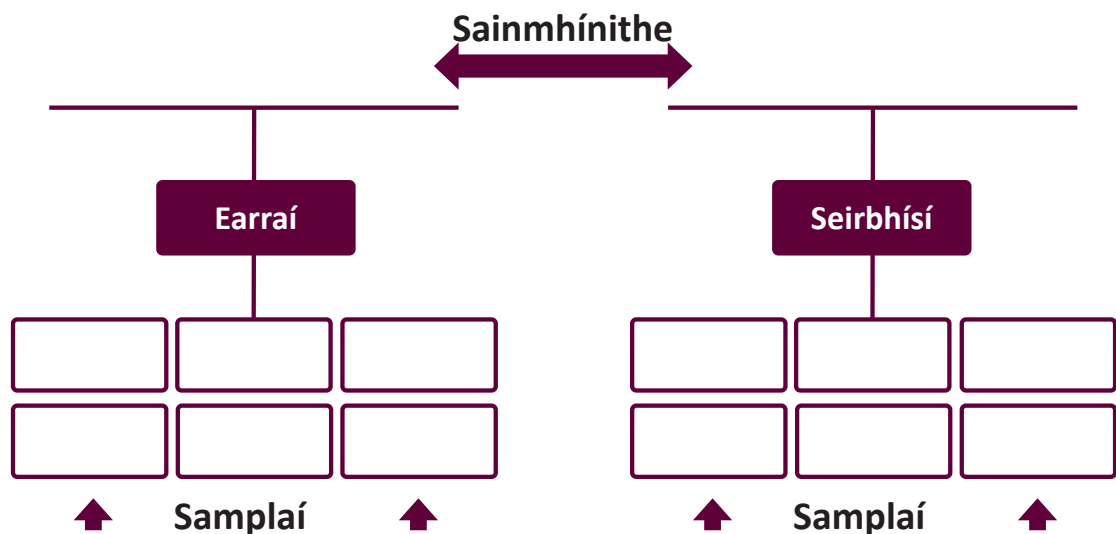 Sainmhínithe
Earraí
Seirbhísí
Samplaí
Samplaí